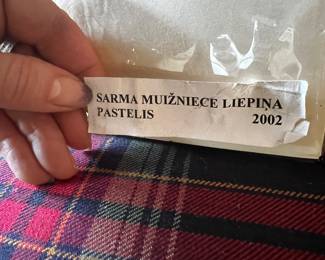 SARMA MUIŽNIECE LIEPIŅA
PASTELIS 2002